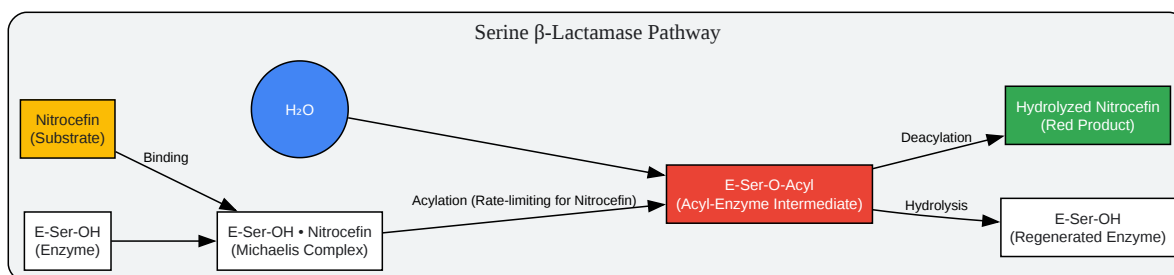 Serine β-Lactamase Pathway
H₂O
Nitrocefin
(Substrate)
Binding
E-Ser-OH
(Enzyme)
E-Ser-OH • Nitrocefin
(Michaelis Complex)
Acylation (Rate-limiting for Nitrocefin)
E-Ser-O-Acyl
(Acyl-Enzyme Intermediate)
Deacylation
Hydrolyzed Nitrocefin
(Red Product)
Hydrolysis
E-Ser-OH
(Regenerated Enzyme)